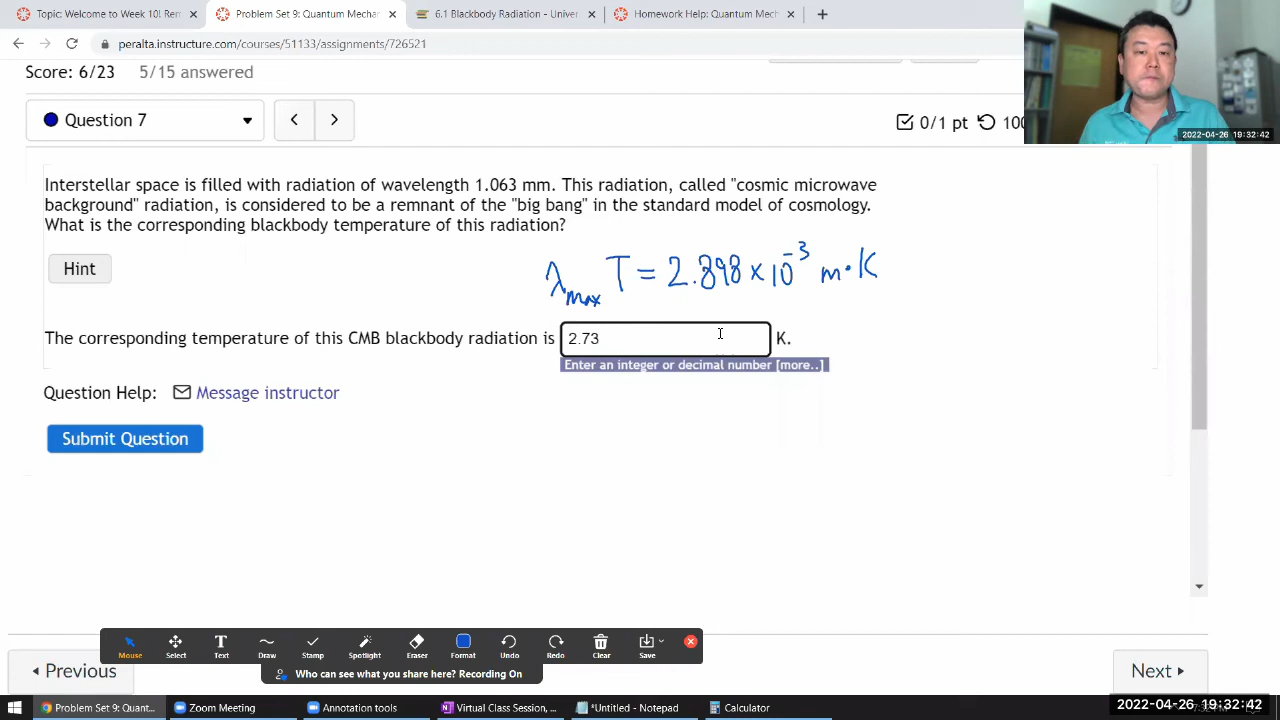 Topic: Welcome to Week 10! Ren
Problem Set 9: Quantum Mechar
6.1 Blackbody Radiation - Univer
Homework Help: Quantum Mech
peralta.instructure.com/courses/51133/assignments/726521
Score: 6/23 5/15 answered
2022-04-26 19:32:42
Question 7
0/1 pt 100
Interstellar space is filled with radiation of wavelength 1.063 mm. This radiation, called "cosmic microwave
background" radiation, is considered to be a remnant of the "big bang" in the standard model of cosmology.
What is the corresponding blackbody temperature of this radiation?
Hint
λmax T = 2.898 × 10⁻³ m·K
The corresponding temperature of this CMB blackbody radiation is 2.73 K.
Enter an integer or decimal number [more..]
Question Help: Message instructor
Submit Question
Mouse Select Text Draw Stamp Spotlight Eraser Format Undo Redo Clear Save
Who can see what you share here? Recording On
Previous
Next
Problem Set 9: Quant...
Zoom Meeting
Annotation tools
Virtual Class Session, ...
*Untitled - Notepad
Calculator
2022-04-26 19:32:42